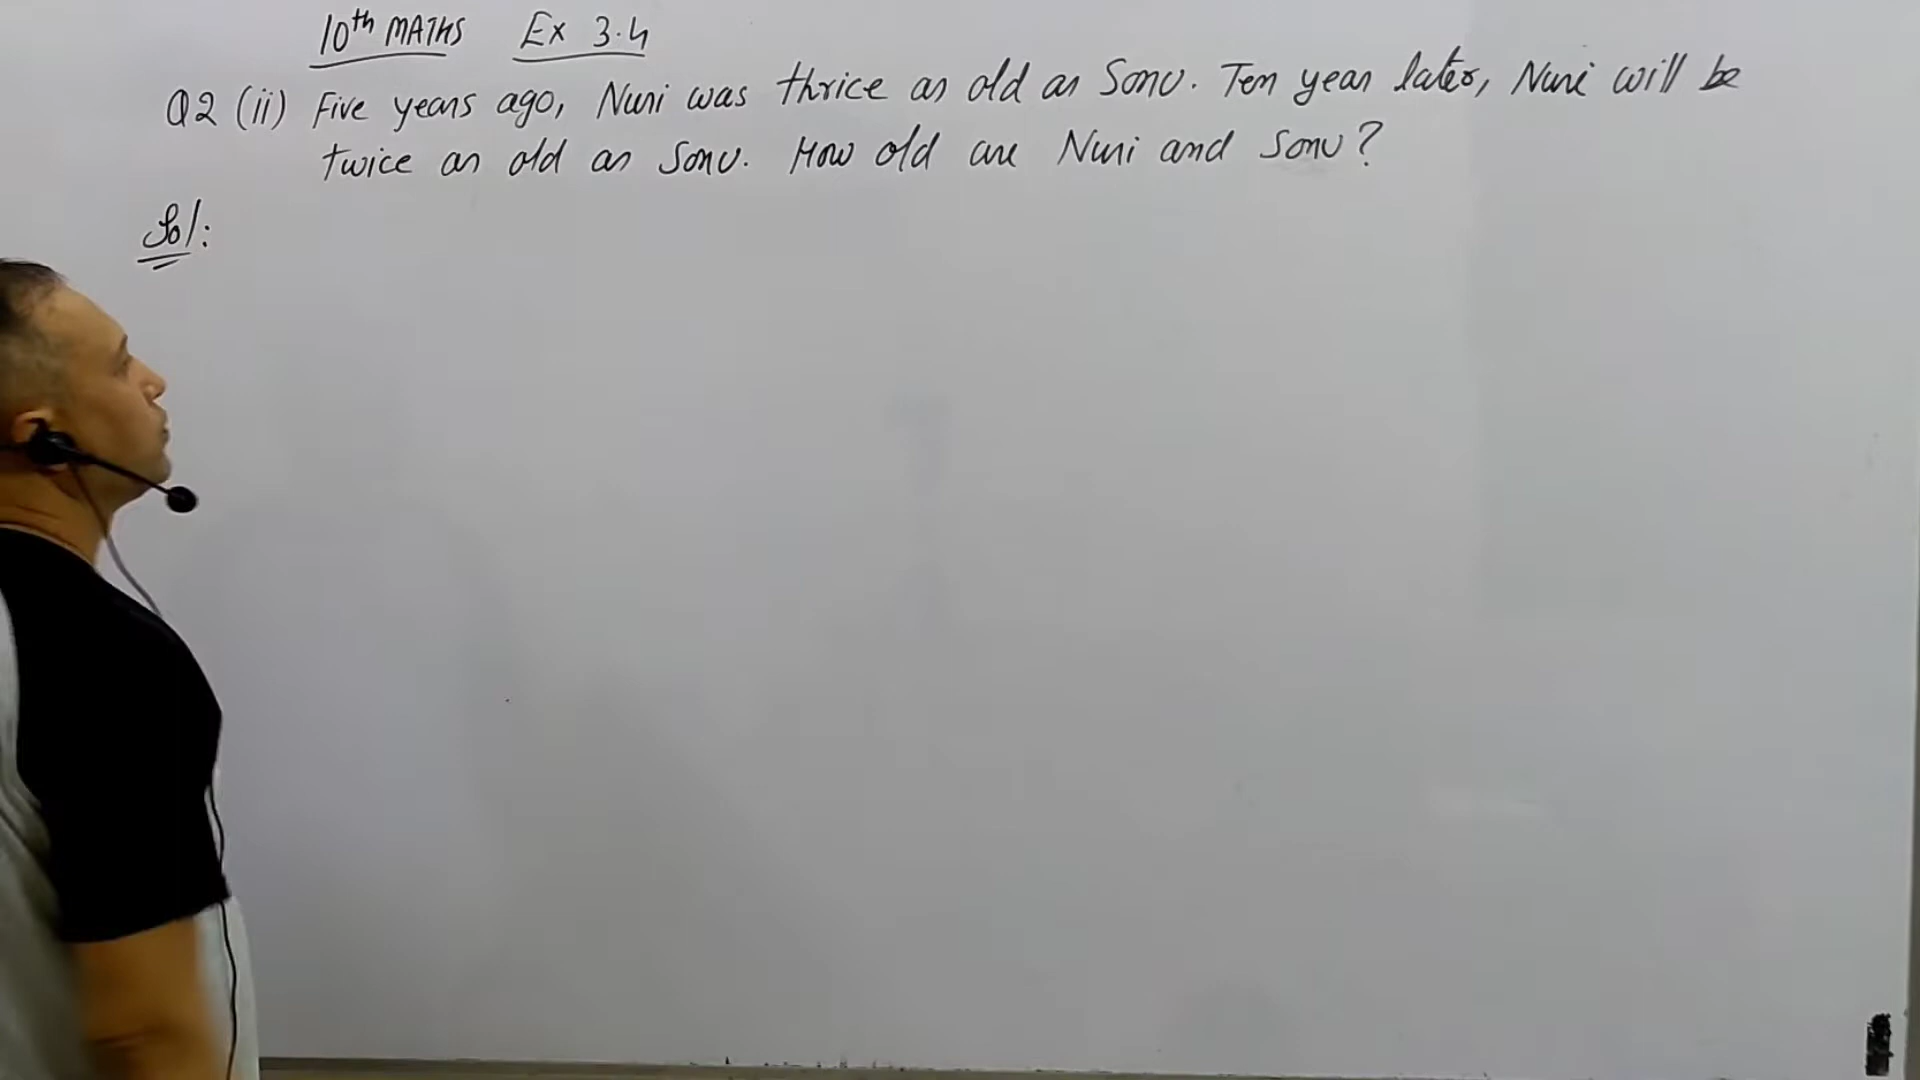 10th MATHS Ex 3.4
Q2 (ii) Five years ago, Nuri was thrice as old as Sonu. Ten year later, Nuri will be
twice as old as Sonu. How old are Nuri and Sonu?
Sol: